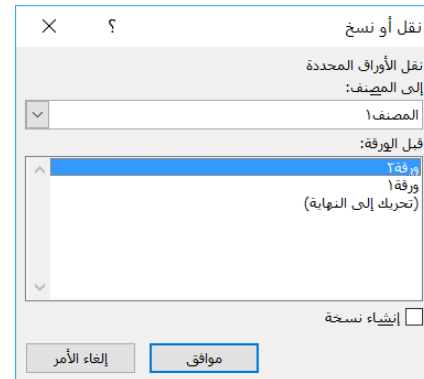 نقل أو نسخ ؟
نقل الأوراق المحددة
إلى المصنف:
المصنف١
قبل الورقة:
ورقة٢
ورقة١
(تحريك إلى النهاية)
إنشاء نسخة
موافق إلغاء الأمر